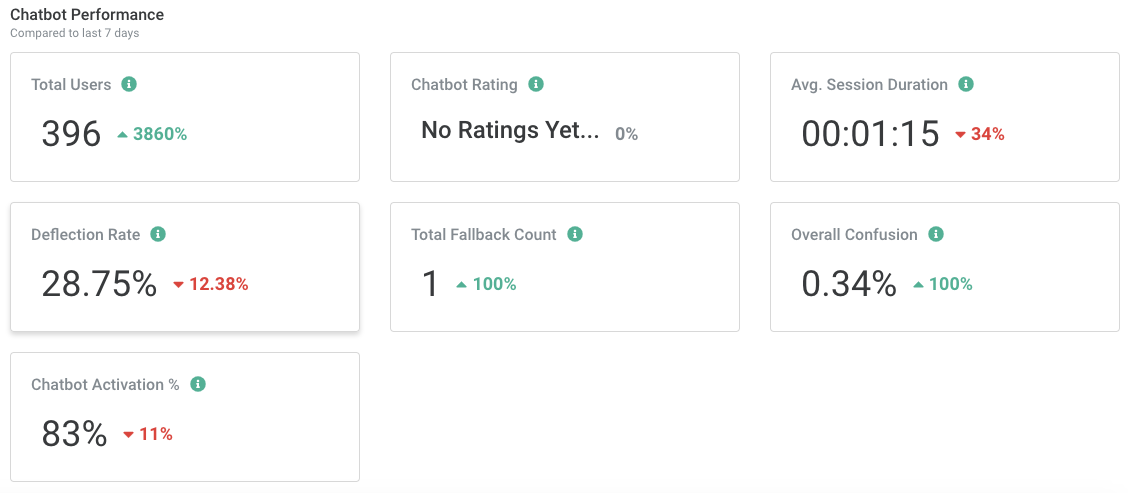 Chatbot Performance
Compared to last 7 days
Total Users
396 3860%
Chatbot Rating
No Ratings Yet... 0%
Avg. Session Duration
00:01:15 34%
Deflection Rate
28.75% 12.38%
Total Fallback Count
1 100%
Overall Confusion
0.34% 100%
Chatbot Activation %
83% 11%